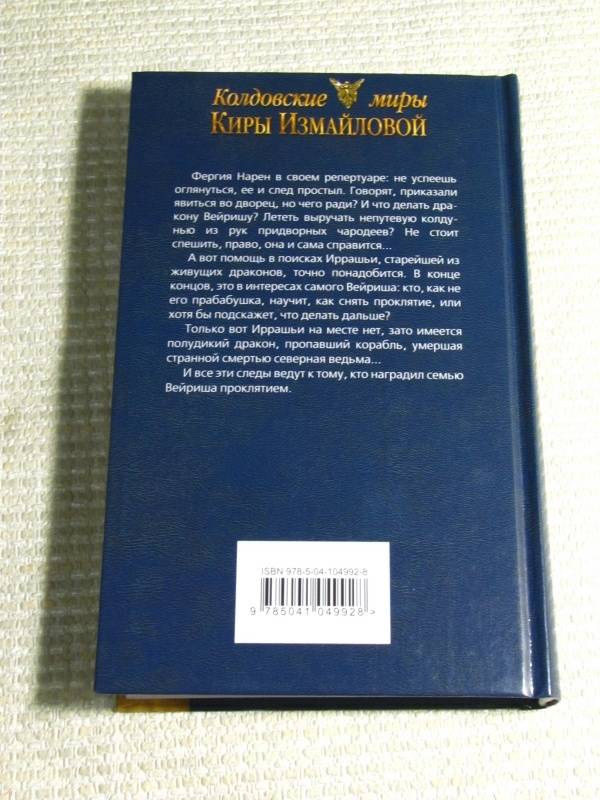 Колдовские миры
Киры Измайловой
Фергия Нарен в своем репертуаре: не успеешь
оглянуться, ее и след простыл. Говорят, приказали
явиться во дворец, но чего ради? И что делать дра-
кону Вейришу? Лететь выручать непутевую колду-
нью из рук придворных чародеев? Не стоит
спешить, право, она и сама справится...
А вот помощь в поисках Иррашьи, старейшей из
живущих драконов, точно понадобится. В конце
концов, это в интересах самого Вейриша: кто, как не
его прабабушка, научит, как снять проклятие, или
хотя бы подскажет, что делать дальше?
Только вот Иррашьи на месте нет, зато имеется
полудикий дракон, пропавший корабль, умершая
странной смертью северная ведьма...
И все эти следы ведут к тому, кто наградил семью
Вейриша проклятием.
ISBN 978-5-04-104992-8
9 785041 049928 >